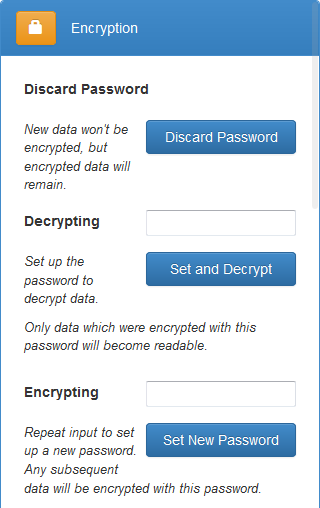 Encryption
Discard Password
New data won't be
encrypted, but
encrypted data will
remain.
Discard Password
Decrypting
Set up the
password to
decrypt data.
Set and Decrypt
Only data which were encrypted with this
password will become readable.
Encrypting
Repeat input to set
up a new password.
Any subsequent
data will be encrypted with this password.
Set New Password